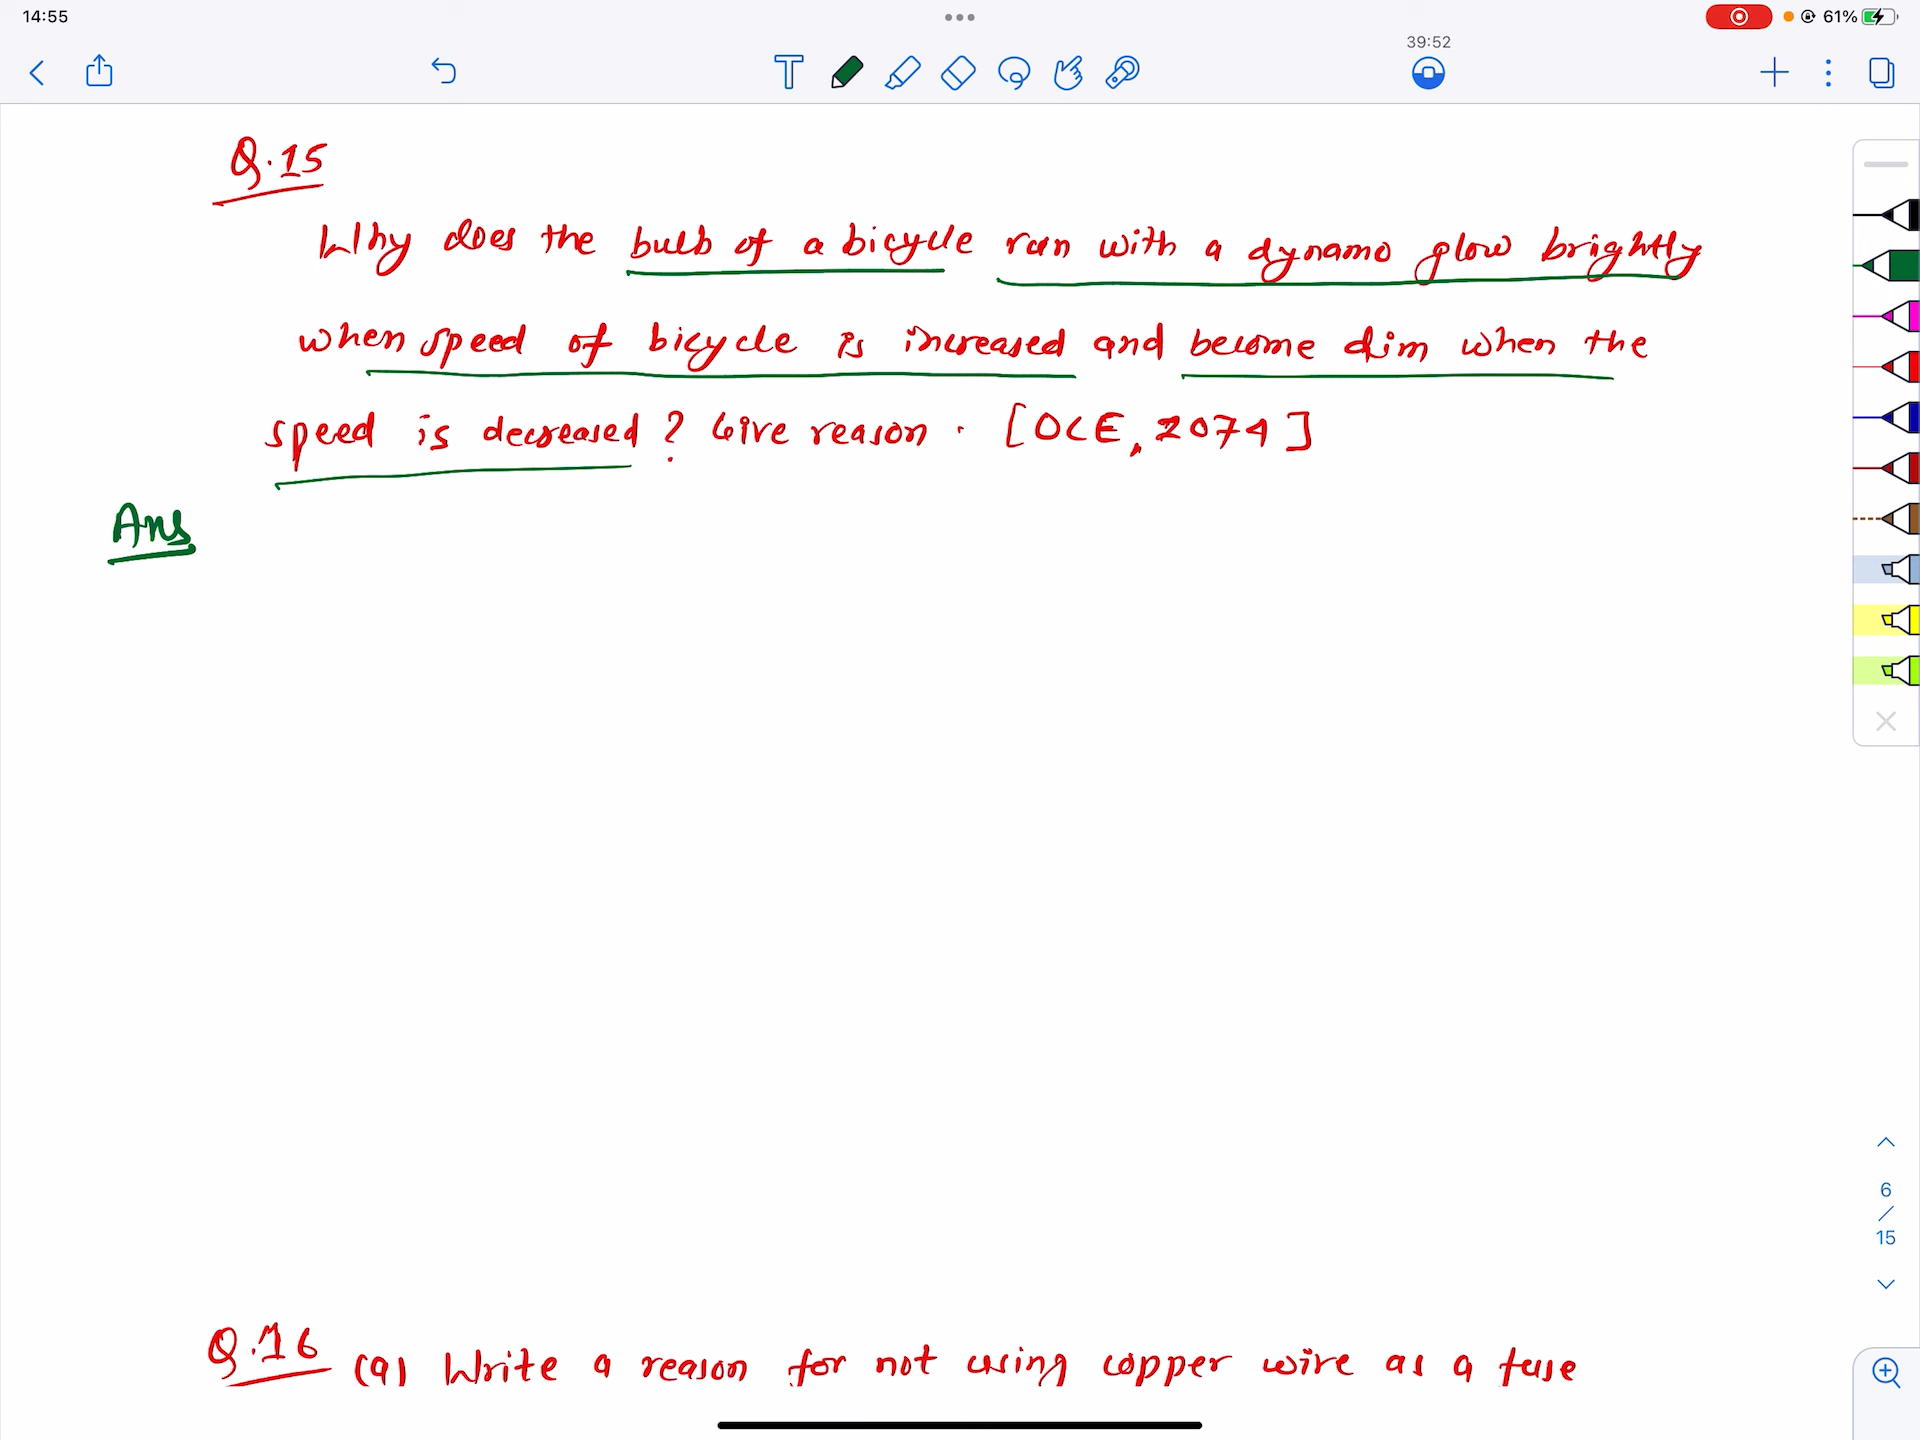 14:55
61%
39:52
Q.15
Why does the bulb of a bicycle run with a dynamo glow brightly
when speed of bicycle is increased and become dim when the
speed is decreased ? Give reason . [OLE, 2074]
Ans
6
/
15
Q.16 (a) Write a reason for not using copper wire as a fuse